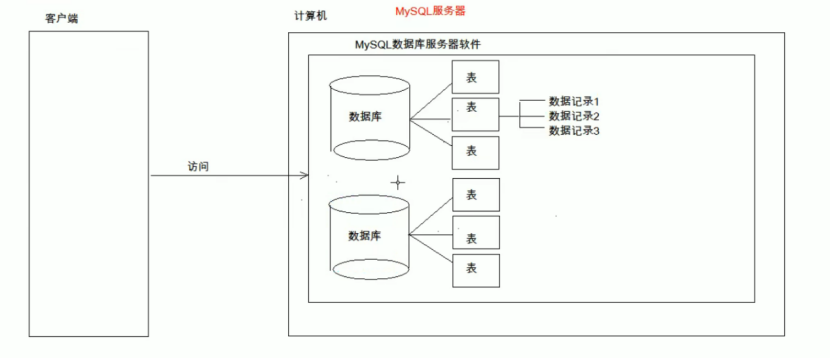 客户端
计算机
MySQL服务器
MySQL数据库服务器软件
表
数据库
表
数据记录1
数据记录2
数据记录3
表
访问
表
数据库
表
表